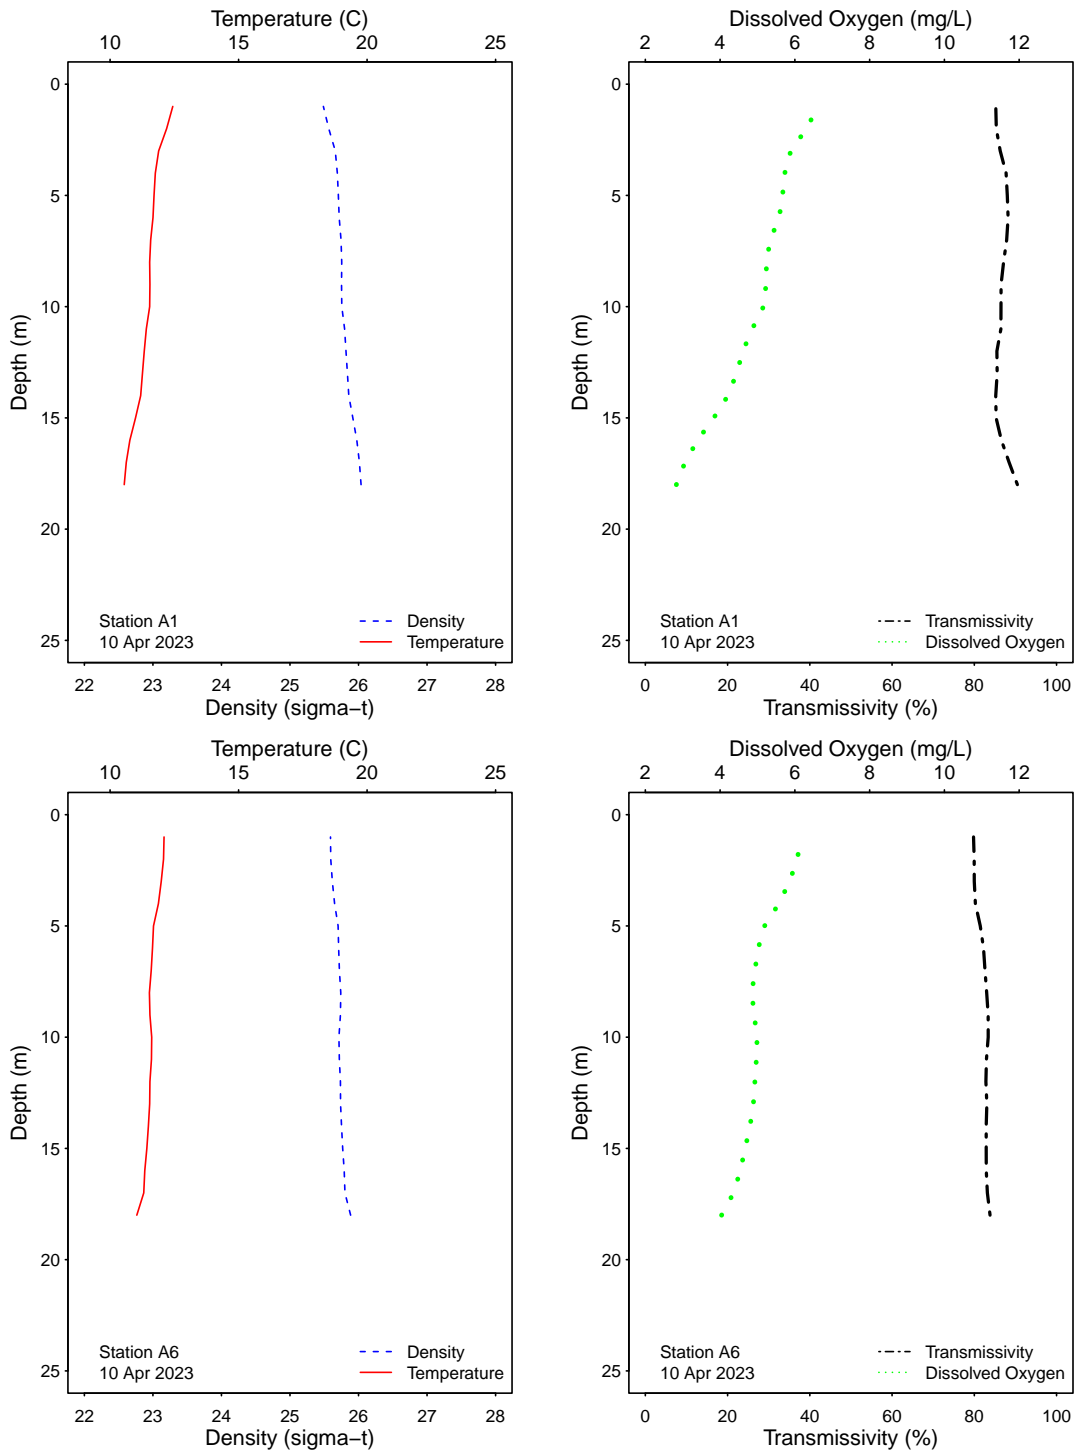 Temperature (C)
10 15 20 25
0
5
10
15
20
25
Depth (m)
Station A1
10 Apr 2023
Density
Temperature
22 23 24 25 26 27 28
Density (sigma−t)
Dissolved Oxygen (mg/L)
2 4 6 8 10 12
0
5
10
15
20
25
Depth (m)
Station A1
10 Apr 2023
Transmissivity
Dissolved Oxygen
0 20 40 60 80 100
Transmissivity (%)
Temperature (C)
10 15 20 25
0
5
10
15
20
25
Depth (m)
Station A6
10 Apr 2023
Density
Temperature
22 23 24 25 26 27 28
Density (sigma−t)
Dissolved Oxygen (mg/L)
2 4 6 8 10 12
0
5
10
15
20
25
Depth (m)
Station A6
10 Apr 2023
Transmissivity
Dissolved Oxygen
0 20 40 60 80 100
Transmissivity (%)